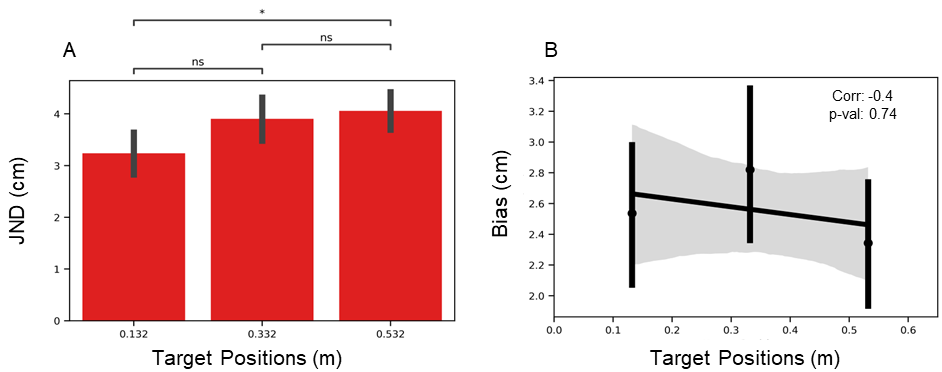 *
A
ns
ns
JND (cm)
4
3
2
1
0
0.132 0.332 0.532
Target Positions (m)
B
Corr: -0.4
p-val: 0.74
Bias (cm)
3.4
3.2
3.0
2.8
2.6
2.4
2.2
2.0
0.0 0.1 0.2 0.3 0.4 0.5 0.6
Target Positions (m)